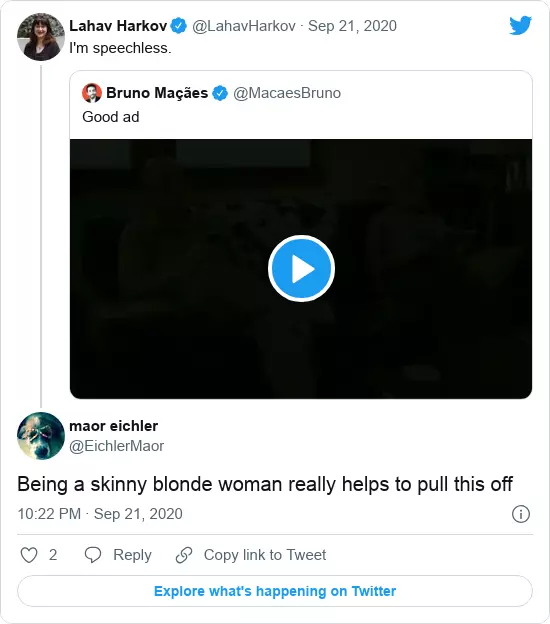 Lahav Harkov @LahavHarkov · Sep 21, 2020
I'm speechless.
Bruno Maçães @MacaesBruno
Good ad
maor eichler
@EichlerMaor
Being a skinny blonde woman really helps to pull this off
10:22 PM · Sep 21, 2020
2 Reply Copy link to Tweet
Explore what's happening on Twitter